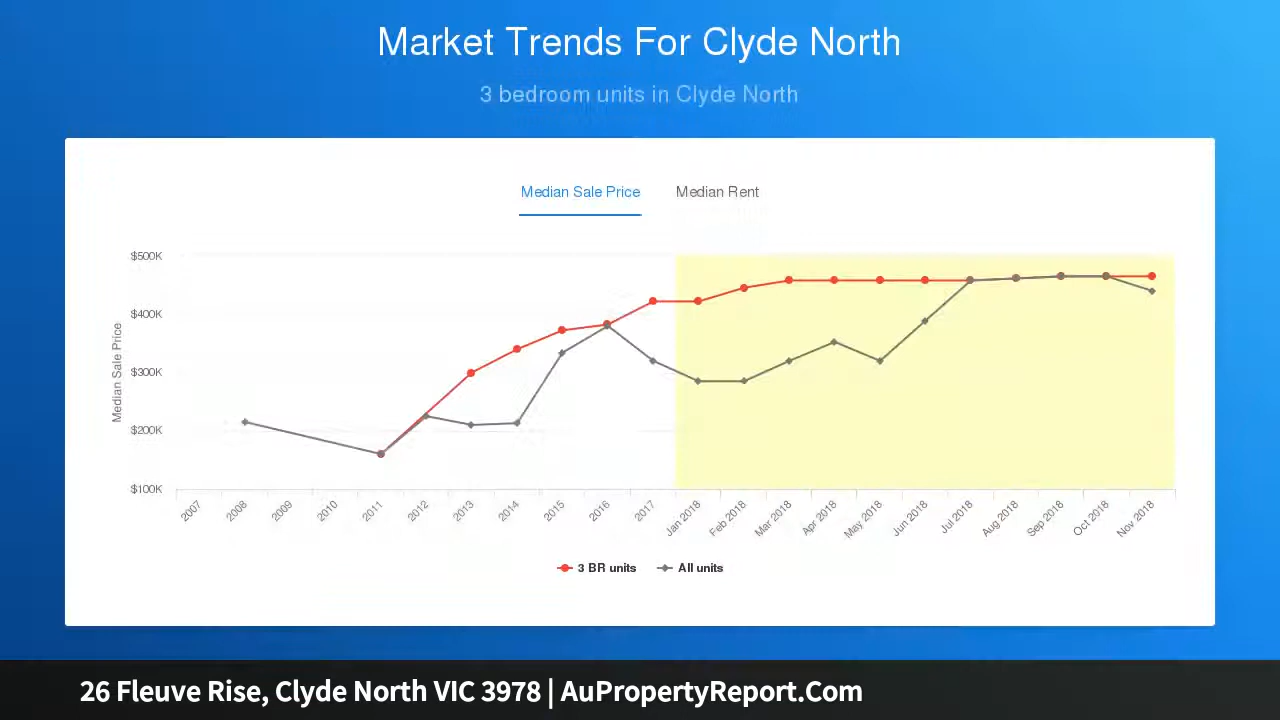 Market Trends For Clyde North
3 bedroom units in Clyde North
Median Sale Price
Median Rent
Median Sale Price
$500K
$400K
$300K
$200K
$100K
2007
2008
2009
2010
2011
2012
2013
2014
2015
2016
2017
Jan 2018
Feb 2018
Mar 2018
Apr 2018
May 2018
Jun 2018
Jul 2018
Aug 2018
Sep 2018
Oct 2018
Nov 2018
3 BR units
All units
26 Fleuve Rise, Clyde North VIC 3978 | AuPropertyReport.Com